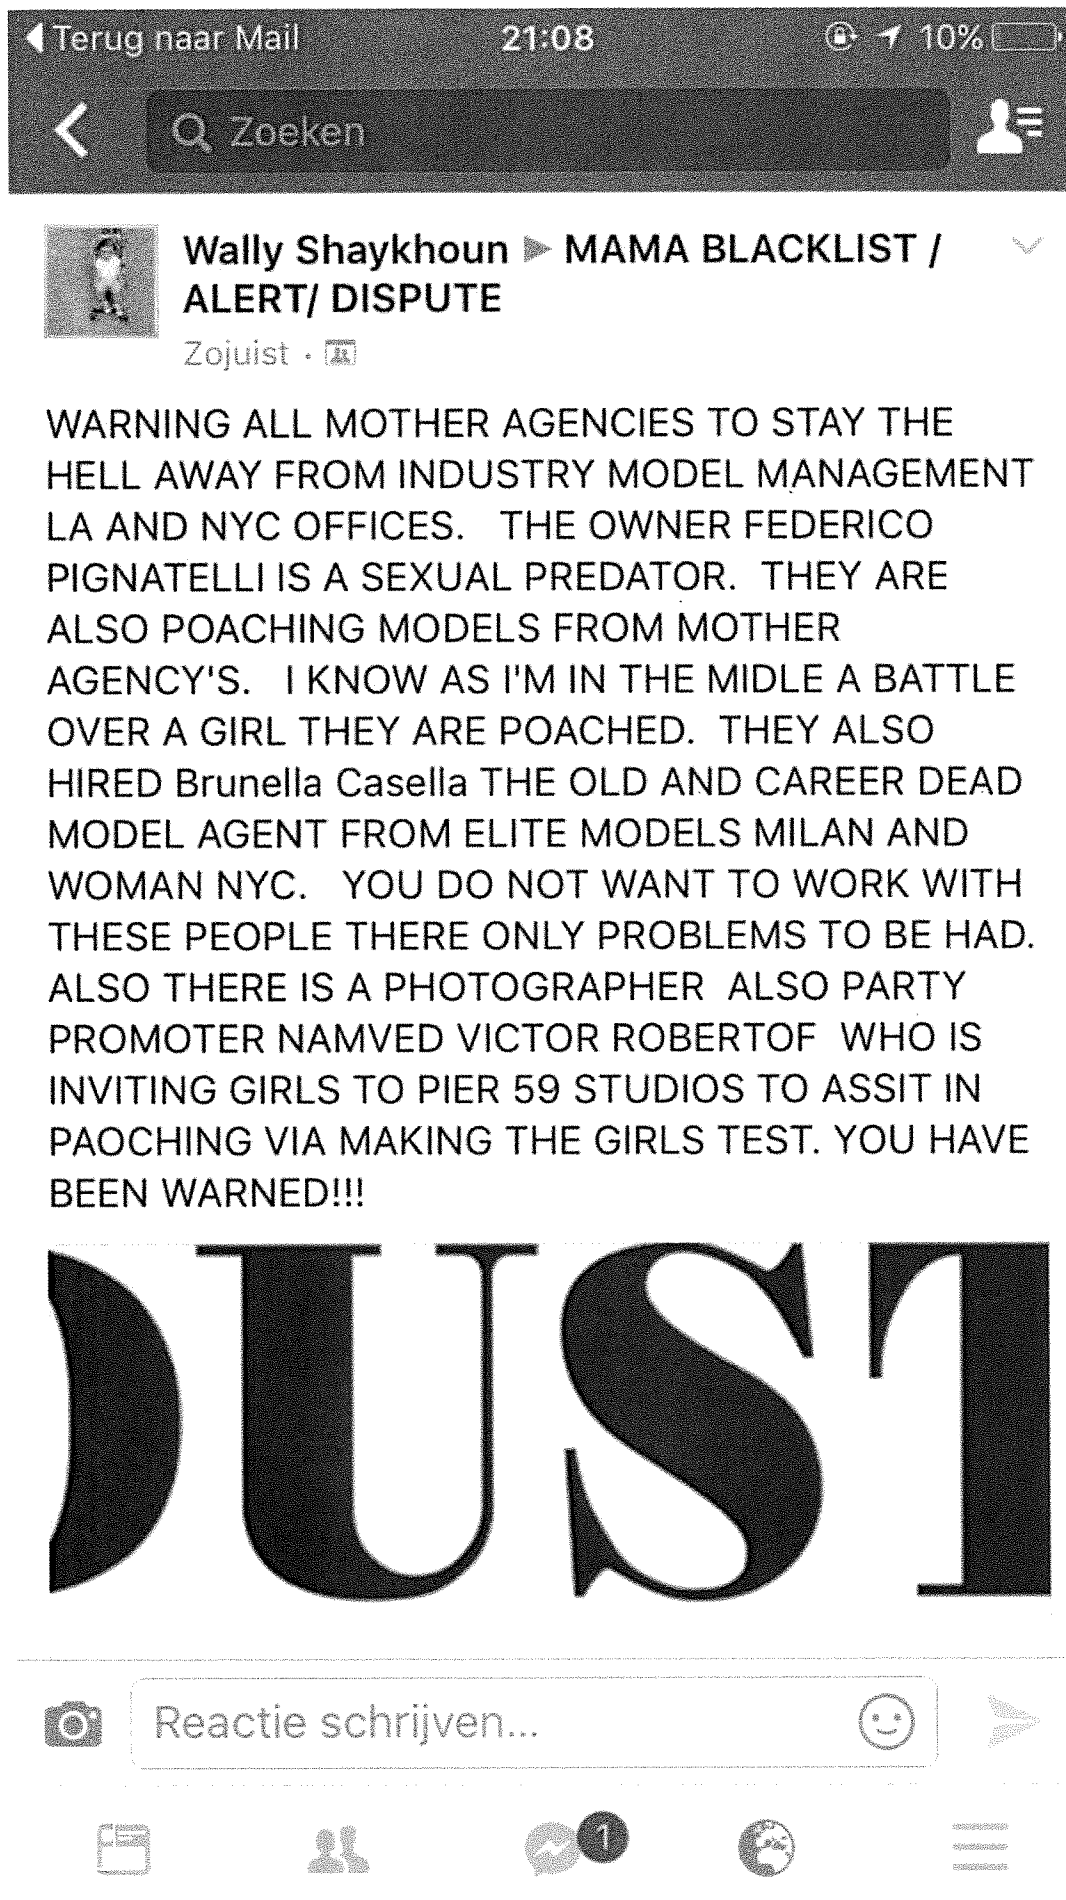 Terug naar Mail 21:08 10%
Zoeken
Wally Shaykhoun ▶ MAMA BLACKLIST /
ALERT/ DISPUTE
Zojuist ·
WARNING ALL MOTHER AGENCIES TO STAY THE
HELL AWAY FROM INDUSTRY MODEL MANAGEMENT
LA AND NYC OFFICES.   THE OWNER FEDERICO
PIGNATELLI IS A SEXUAL PREDATOR.  THEY ARE
ALSO POACHING MODELS FROM MOTHER
AGENCY'S.   I KNOW AS I'M IN THE MIDLE A BATTLE
OVER A GIRL THEY ARE POACHED.  THEY ALSO
HIRED Brunella Casella THE OLD AND CAREER DEAD
MODEL AGENT FROM ELITE MODELS MILAN AND
WOMAN NYC.   YOU DO NOT WANT TO WORK WITH
THESE PEOPLE THERE ONLY PROBLEMS TO BE HAD.
ALSO THERE IS A PHOTOGRAPHER  ALSO PARTY
PROMOTER NAMVED VICTOR ROBERTOF  WHO IS
INVITING GIRLS TO PIER 59 STUDIOS TO ASSIT IN
PAOCHING VIA MAKING THE GIRLS TEST. YOU HAVE
BEEN WARNED!!!
DUST
Reactie schrijven...
1